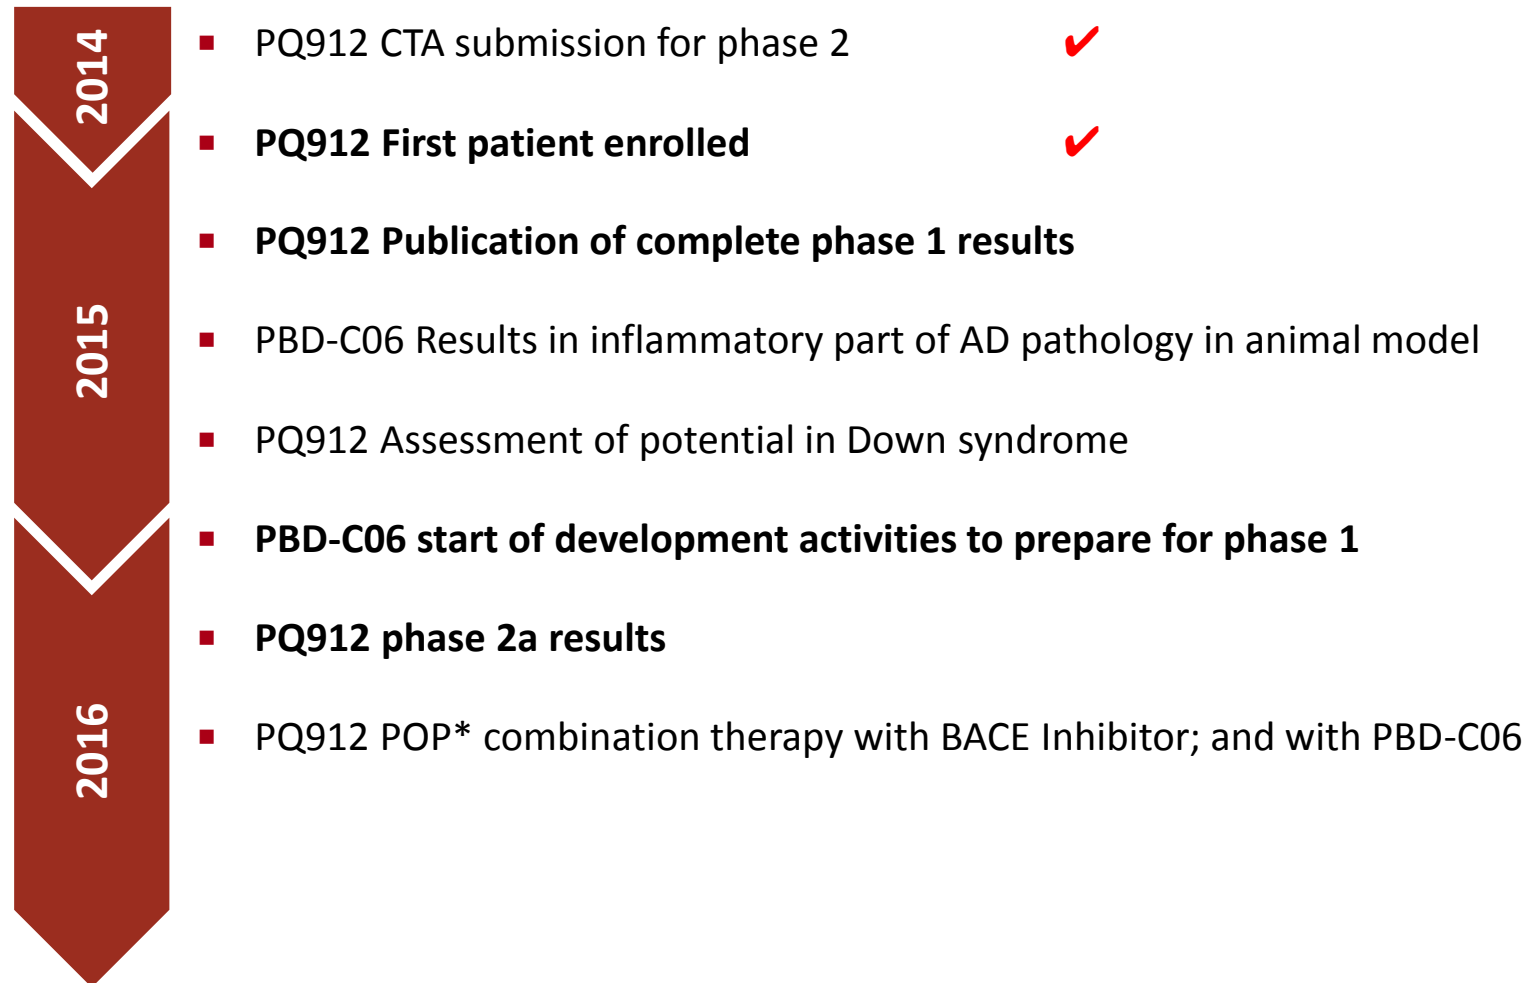 2014
▪ PQ912 CTA submission for phase 2 ✔
▪ PQ912 First patient enrolled ✔
2015
▪ PQ912 Publication of complete phase 1 results
▪ PBD-C06 Results in inflammatory part of AD pathology in animal model
▪ PQ912 Assessment of potential in Down syndrome
▪ PBD-C06 start of development activities to prepare for phase 1
2016
▪ PQ912 phase 2a results
▪ PQ912 POP* combination therapy with BACE Inhibitor; and with PBD-C06